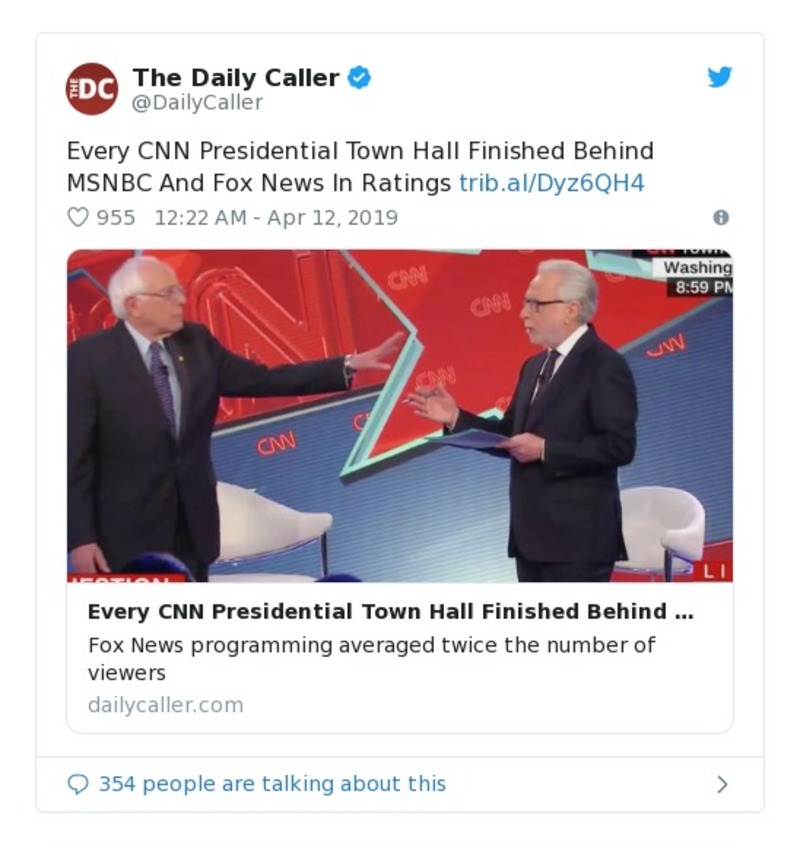 THE DC
The Daily Caller
@DailyCaller
Every CNN Presidential Town Hall Finished Behind
MSNBC And Fox News In Ratings trib.al/Dyz6QH4
955 12:22 AM - Apr 12, 2019
CNN
CNN
CNN
CNN
CNN
Washing
8:59 PM
LI
Every CNN Presidential Town Hall Finished Behind ...
Fox News programming averaged twice the number of
viewers
dailycaller.com
354 people are talking about this